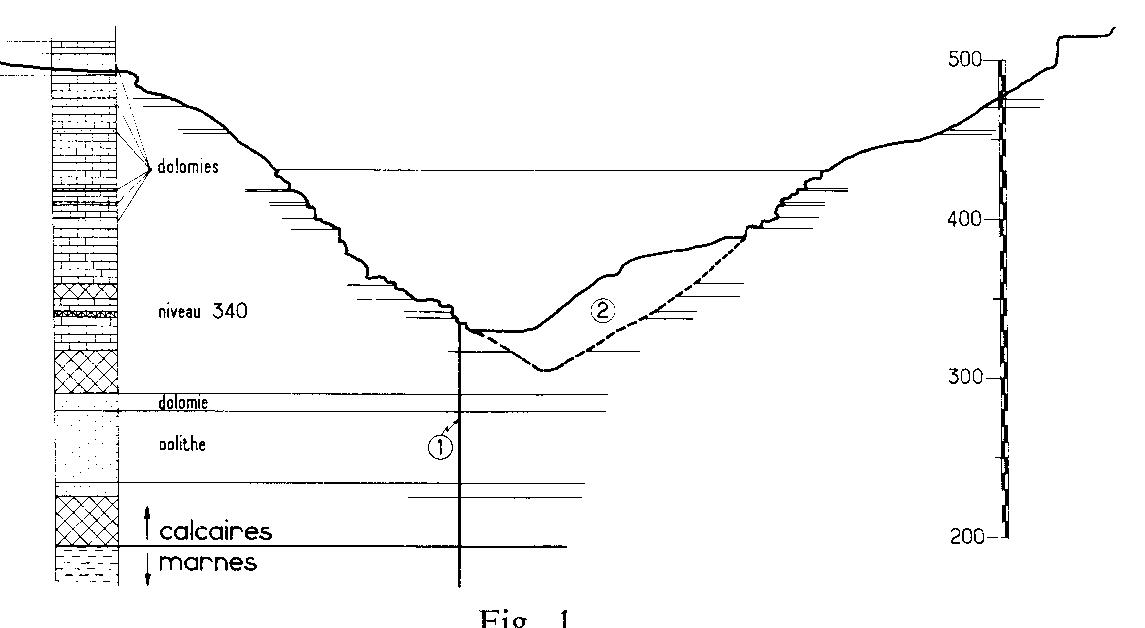 500
dolomies
400
niveau 340
2
300
dolomie
1
oolithe
calcaires
200
marnes
Fig. 1